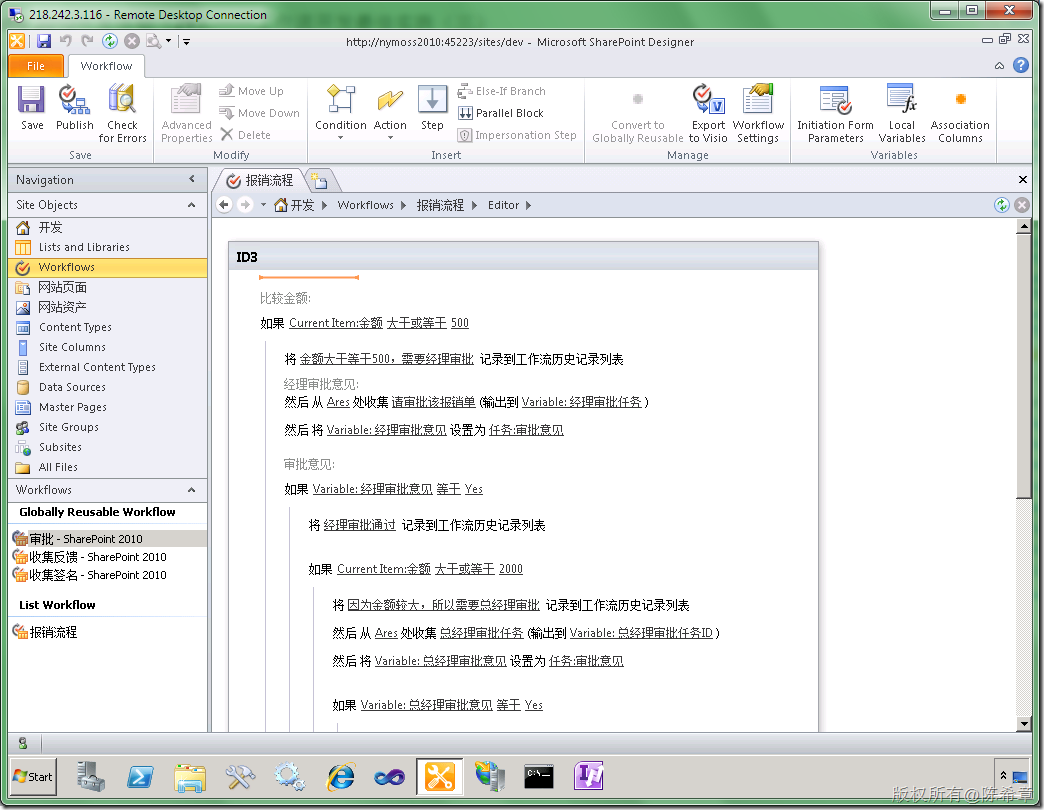 218.242.3.116 - Remote Desktop Connection
http://nymoss2010:45223/sites/dev - Microsoft SharePoint Designer
File
Workflow
Save
Publish
Check for Errors
Advanced Properties
Move Up
Move Down
Delete
Condition
Action
Step
Else-If Branch
Parallel Block
Impersonation Step
Convert to Globally Reusable
Export to Visio
Workflow Settings
Initiation Form Parameters
Local Variables
Association Columns
Save
Modify
Insert
Manage
Variables
Navigation
Site Objects
开发
Lists and Libraries
Workflows
网站页面
网站资产
Content Types
Site Columns
External Content Types
Data Sources
Master Pages
Site Groups
Subsites
All Files
Workflows
Globally Reusable Workflow
审批 - SharePoint 2010
收集反馈 - SharePoint 2010
收集签名 - SharePoint 2010
List Workflow
报销流程
报销流程
开发 Workflows 报销流程 Editor
ID3
比较金额:
如果 Current Item:金额 大于或等于 500
将 金额大于等于500，需要经理审批 记录到工作流历史记录列表
经理审批意见:
然后 从 Ares 处收集 请审批该报销单 (输出到 Variable: 经理审批任务 )
然后 将 Variable: 经理审批意见 设置为 任务:审批意见
审批意见:
如果 Variable: 经理审批意见 等于 Yes
将 经理审批通过 记录到工作流历史记录列表
如果 Current Item:金额 大于或等于 2000
将 因为金额较大，所以需要总经理审批 记录到工作流历史记录列表
然后 从 Ares 处收集 总经理审批任务 (输出到 Variable: 总经理审批任务ID )
然后 将 Variable: 总经理审批意见 设置为 任务:审批意见
如果 Variable: 总经理审批意见 等于 Yes
Start
版权所有@陈希章